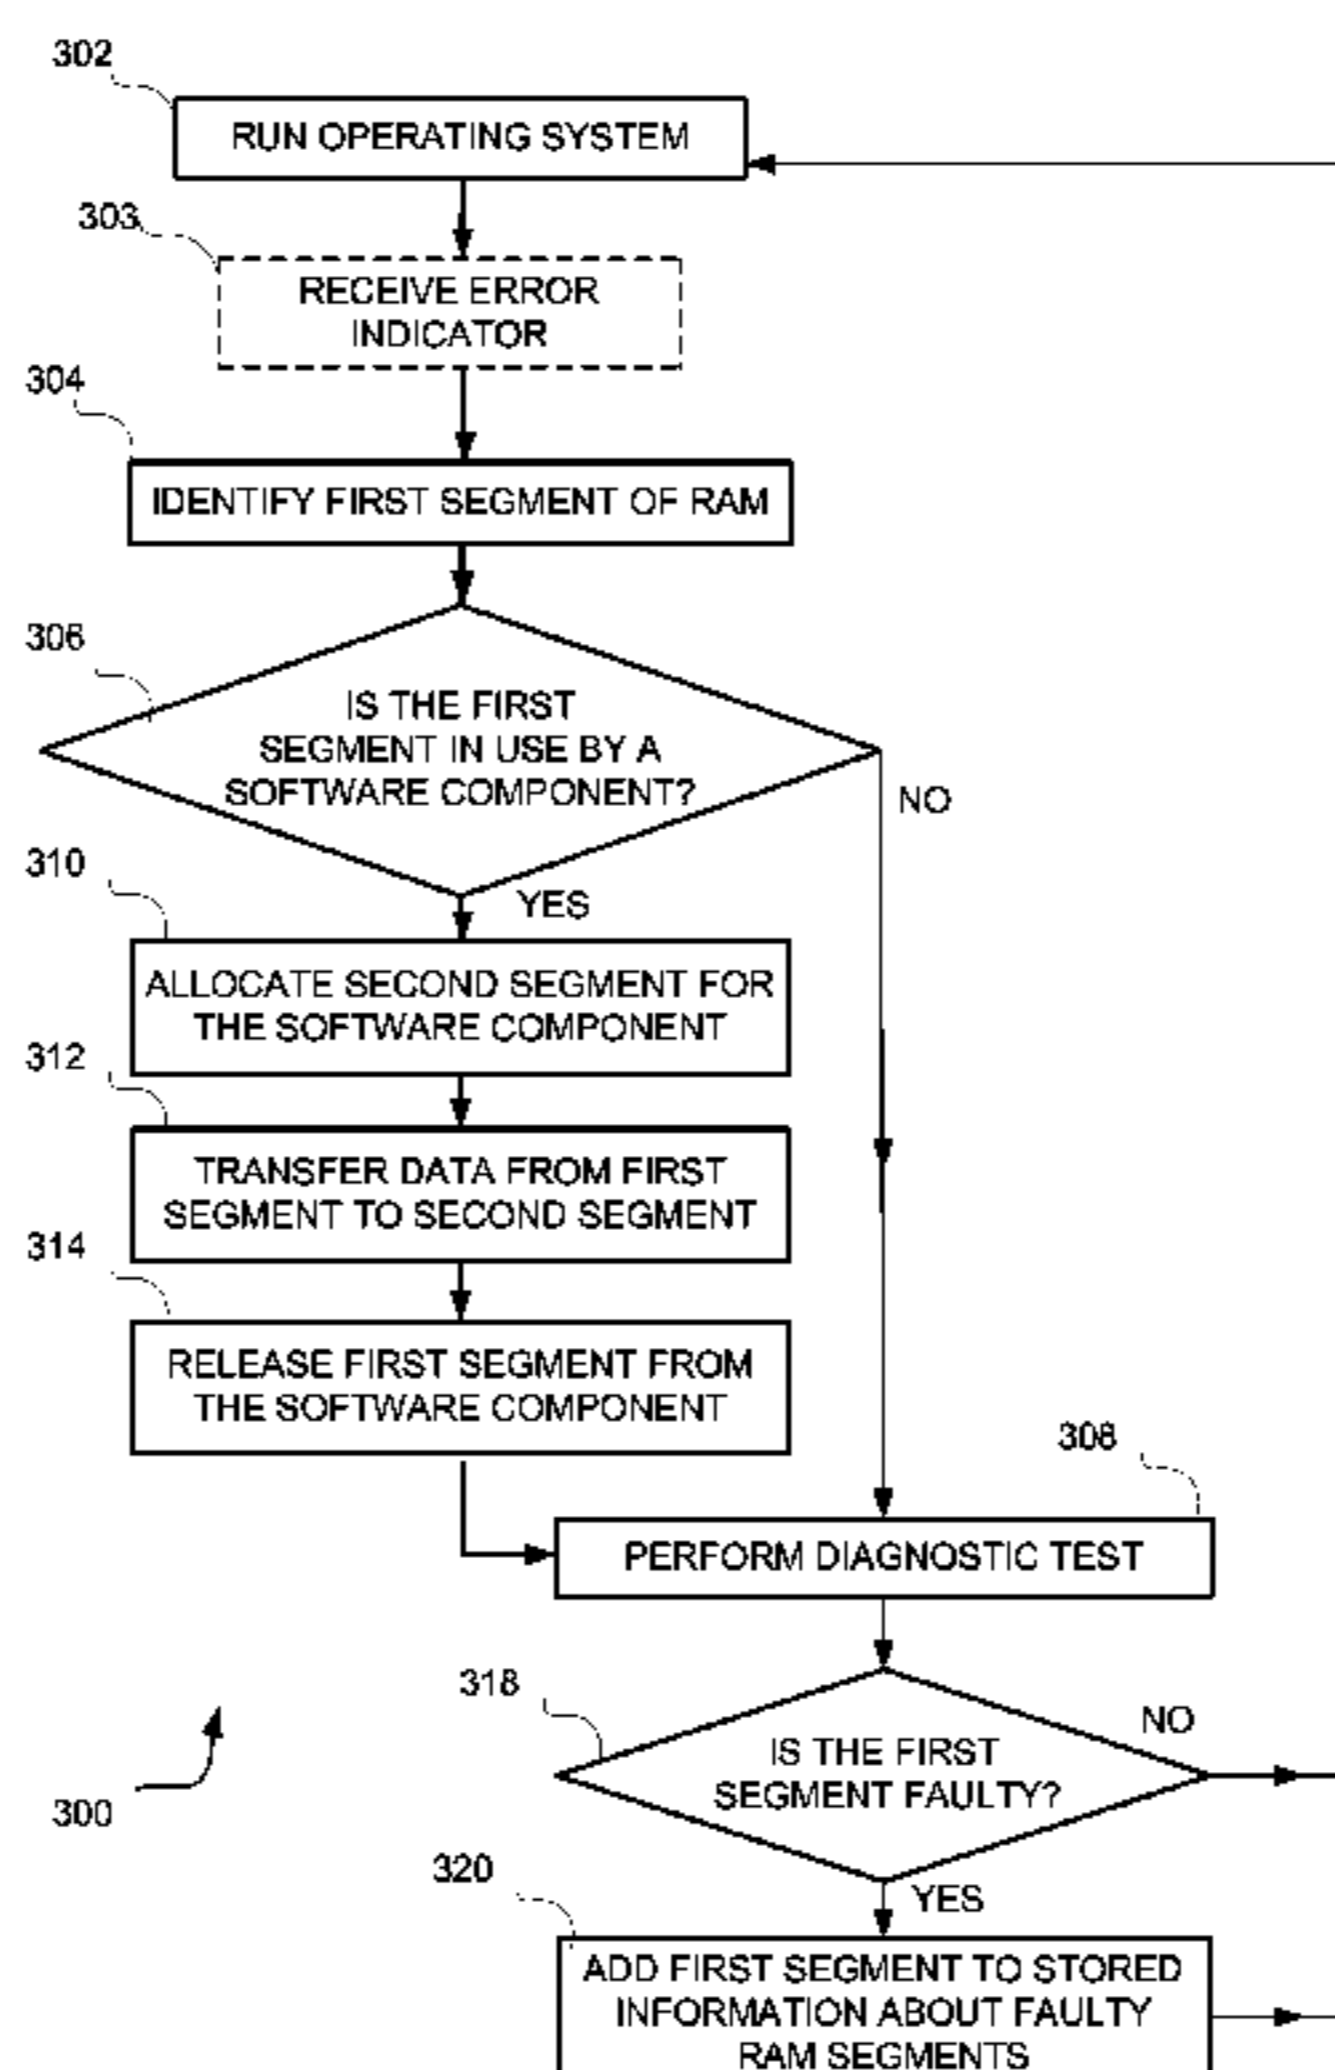 302
RUN OPERATING SYSTEM
303
RECEIVE ERROR
INDICATOR
304
IDENTIFY FIRST SEGMENT OF RAM
306
IS THE FIRST
SEGMENT IN USE BY A
SOFTWARE COMPONENT?
NO
YES
310
ALLOCATE SECOND SEGMENT FOR
THE SOFTWARE COMPONENT
312
TRANSFER DATA FROM FIRST
SEGMENT TO SECOND SEGMENT
314
RELEASE FIRST SEGMENT FROM
THE SOFTWARE COMPONENT
308
PERFORM DIAGNOSTIC TEST
318
IS THE FIRST
SEGMENT FAULTY?
NO
YES
300
320
ADD FIRST SEGMENT TO STORED
INFORMATION ABOUT FAULTY
RAM SEGMENTS